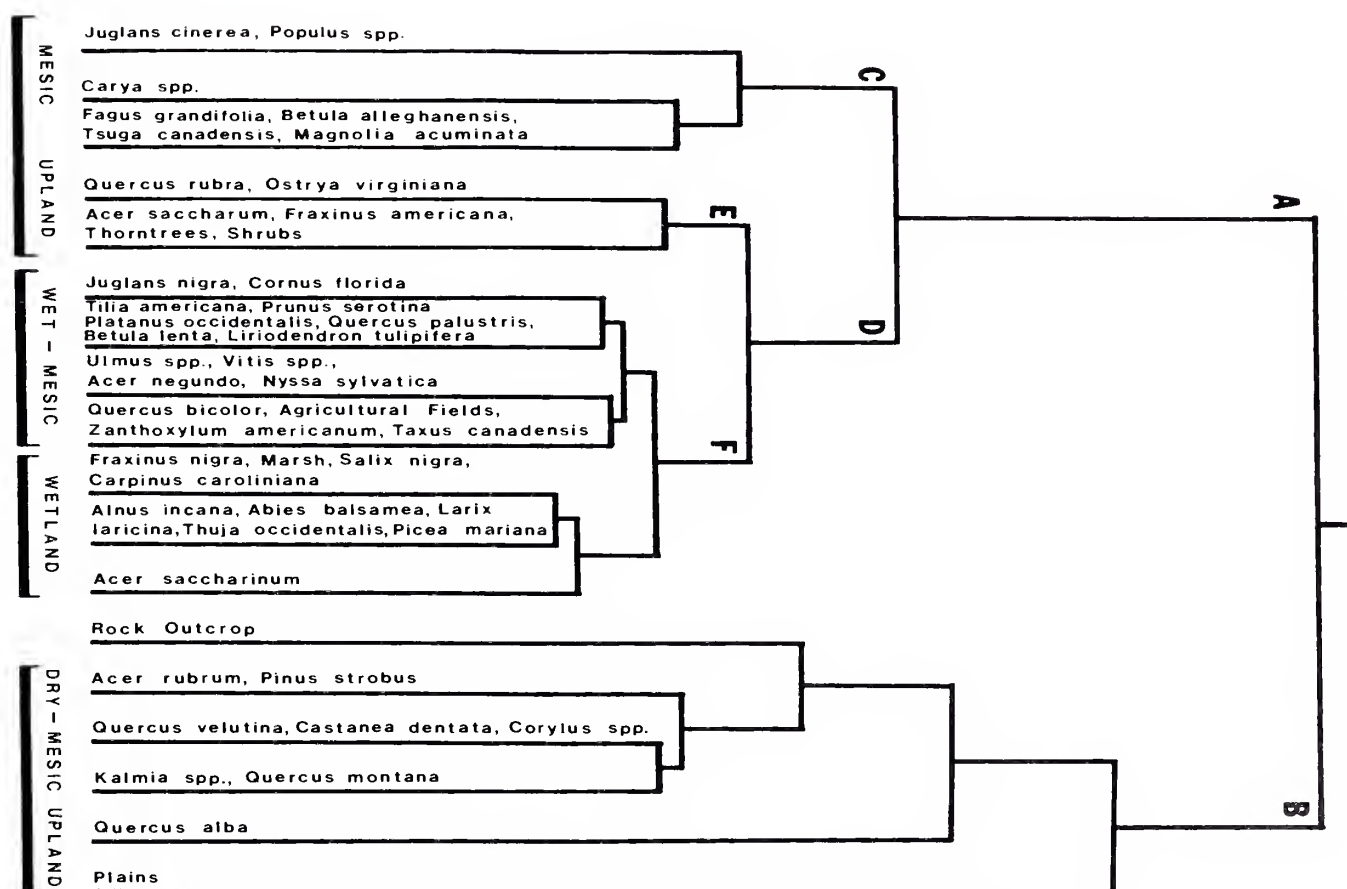 MESIC UPLAND
Juglans cinerea, Populus spp.
C
Carya spp.
Fagus grandifolia, Betula alleghanensis,
Tsuga canadensis, Magnolia acuminata
A
Quercus rubra, Ostrya virginiana
E
Acer saccharum, Fraxinus americana,
Thorntrees, Shrubs
WET-MESIC
Juglans nigra, Cornus florida
Tilia americana, Prunus serotina
Platanus occidentalis, Quercus palustris,
Betula lenta, Liriodendron tulipifera
D
Ulmus spp., Vitis spp.,
Acer negundo, Nyssa sylvatica
Quercus bicolor, Agricultural Fields,
Zanthoxylum americanum, Taxus canadensis
F
WETLAND
Fraxinus nigra, Marsh, Salix nigra,
Carpinus caroliniana
Alnus incana, Abies balsamea, Larix
laricina, Thuja occidentalis, Picea mariana
Acer saccharinum
Rock Outcrop
DRY-MESIC UPLAND
Acer rubrum, Pinus strobus
Quercus velutina, Castanea dentata, Corylus spp.
Kalmia spp., Quercus montana
B
Quercus alba
Plains